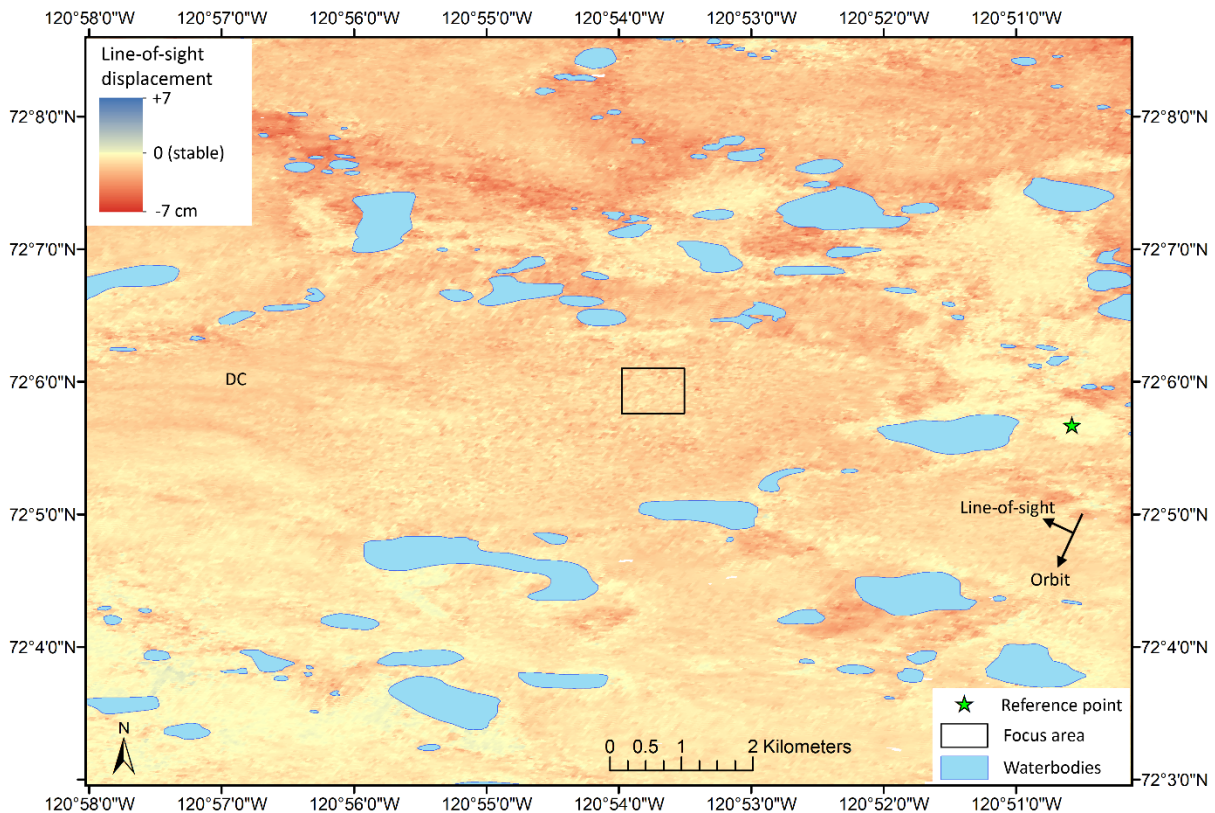 120°58'0"W 120°57'0"W 120°56'0"W 120°55'0"W 120°54'0"W 120°53'0"W 120°52'0"W 120°51'0"W
Line-of-sight
displacement
+7
0 (stable)
-7 cm
72°8'0"N 72°8'0"N
72°7'0"N 72°7'0"N
72°6'0"N DC 72°6'0"N
72°5'0"N 72°5'0"N
Line-of-sight
Orbit
72°4'0"N 72°4'0"N
N
0 0.5 1 2 Kilometers
Reference point
Focus area
Waterbodies
72°3'0"N 72°3'0"N
120°58'0"W 120°57'0"W 120°56'0"W 120°55'0"W 120°54'0"W 120°53'0"W 120°52'0"W 120°51'0"W